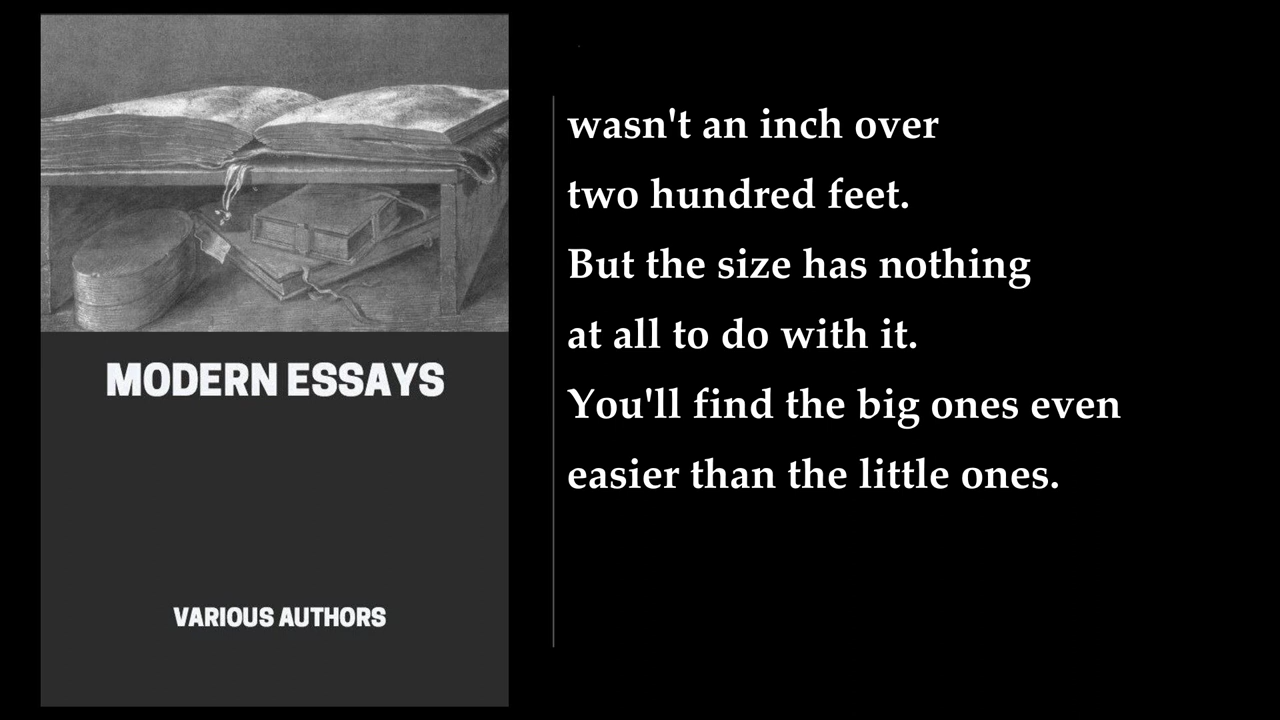 MODERN ESSAYS
VARIOUS AUTHORS
wasn't an inch over
two hundred feet.
But the size has nothing
at all to do with it.
You'll find the big ones even
easier than the little ones.